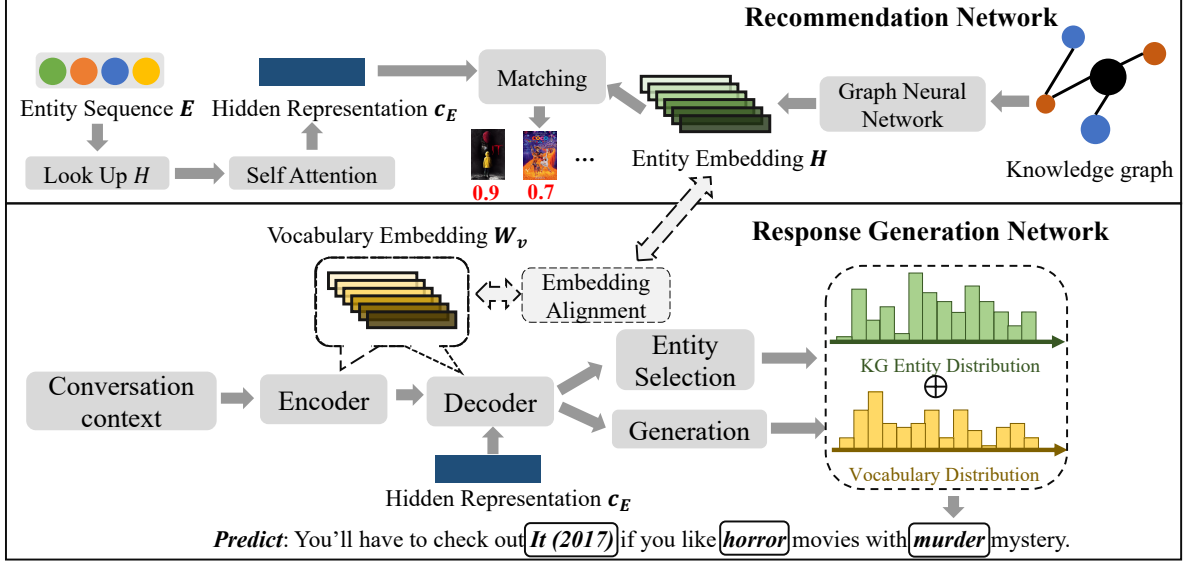 Recommendation Network
Entity Sequence E
Hidden Representation c_E
Matching
Graph Neural
Network
Look Up H
Self Attention
0.9
0.7
...
Entity Embedding H
Knowledge graph
Response Generation Network
Vocabulary Embedding W_v
Embedding
Alignment
Entity
Selection
KG Entity Distribution
Conversation
context
Encoder
Decoder
Generation
Vocabulary Distribution
Hidden Representation c_E
Predict: You'll have to check out It (2017) if you like horror movies with murder mystery.